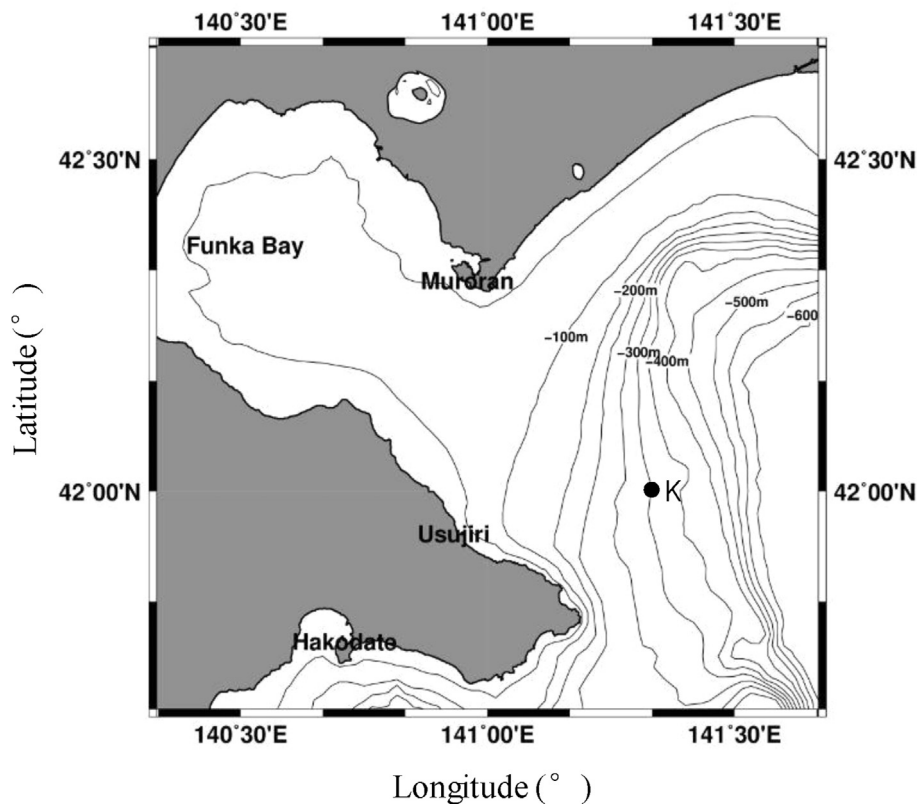 140°30'E 141°00'E 141°30'E
42°30'N 42°30'N
Funka Bay
Muroran
-200m
-500m
-600
-100m
-300m
-400m
42°00'N 42°00'N
K
Usujiri
Hakodate
140°30'E 141°00'E 141°30'E
Latitude (°)
Longitude (°)